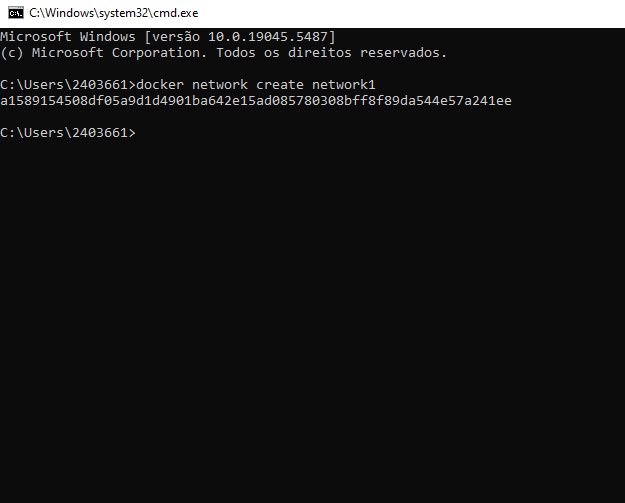 C:\Windows\system32\cmd.exe
Microsoft Windows [versão 10.0.19045.5487]
(c) Microsoft Corporation. Todos os direitos reservados.
C:\Users\2403661>docker network create network1
a1589154508df05a9d1d4901ba642e15ad085780308bff8f89da544e57a241ee
C:\Users\2403661>